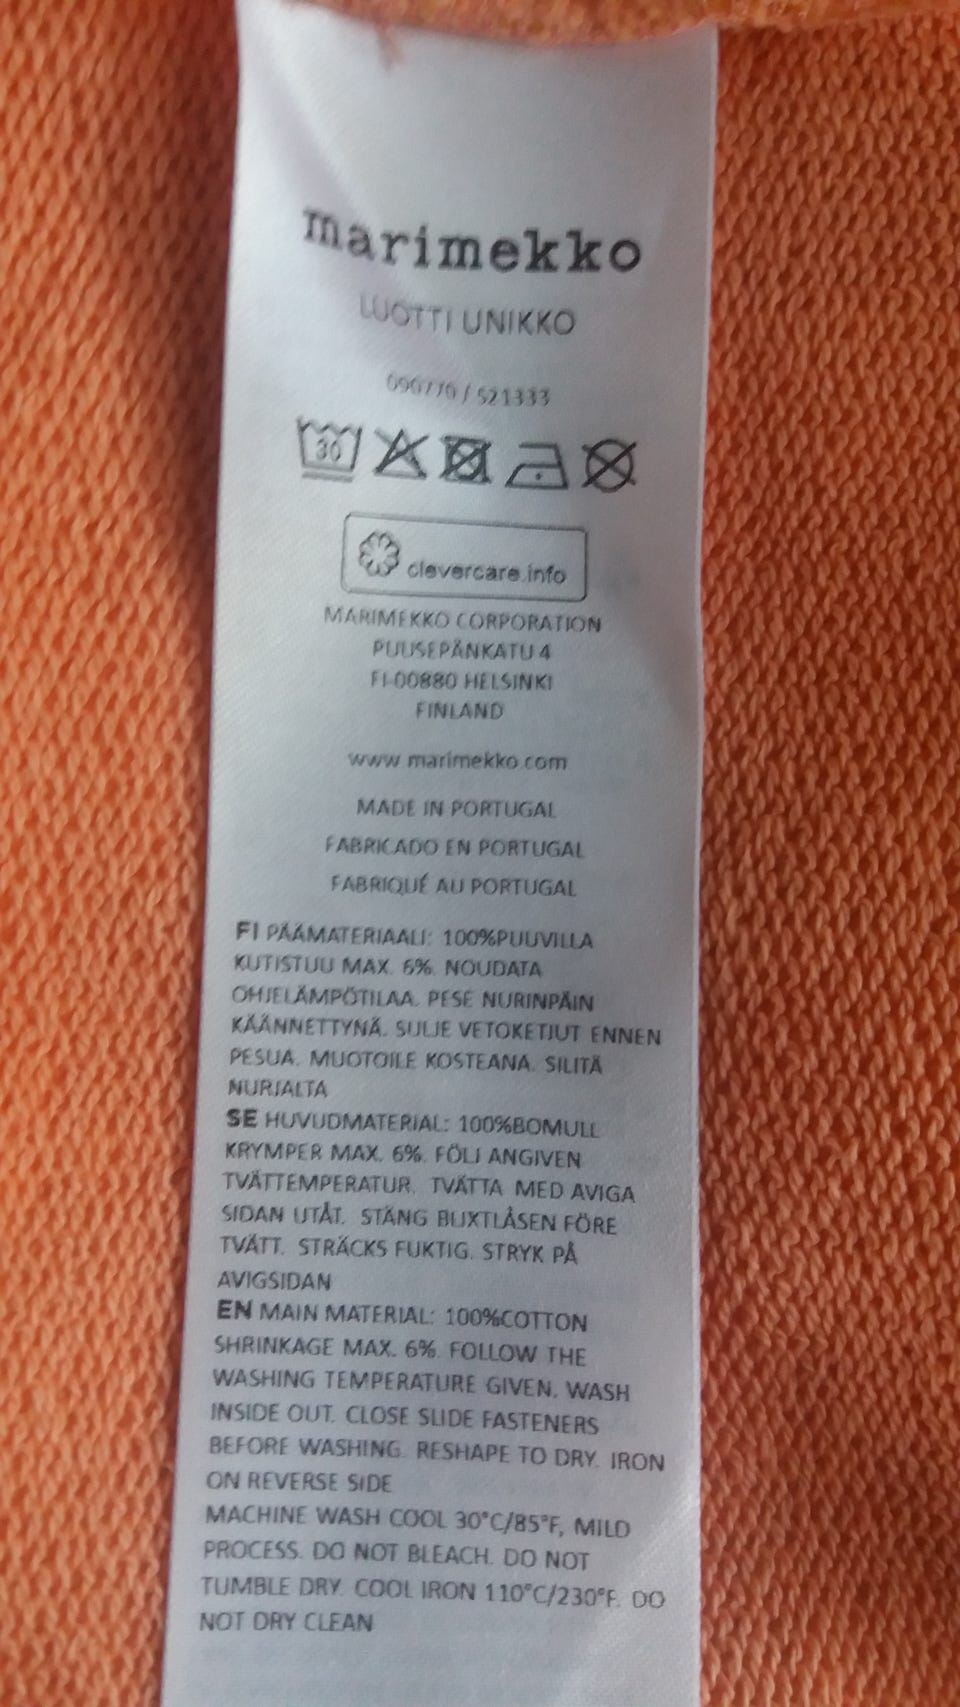 marimekko
LUOTTI UNIKKO
090770 / 521333
30
clevercare.info
MARIMEKKO CORPORATION
PUUSEPÄNKATU 4
FI-00880 HELSINKI
FINLAND
www.marimekko.com
MADE IN PORTUGAL
FABRICADO EN PORTUGAL
FABRIQUÉ AU PORTUGAL
FI PÄÄMATERIAALI: 100%PUUVILLA
KUTISTUU MAX. 6%. NOUDATA
OHJELÄMPÖTILAA. PESE NURINPÄIN
KÄÄNNETTYNÄ. SULJE VETOKETJUT ENNEN
PESUA. MUOTOILE KOSTEANA. SILITÄ
NURJALTA
SE HUVUDMATERIAL: 100%BOMULL
KRYMPER MAX. 6%. FÖLJ ANGIVEN
TVÄTTEMPERATUR. TVÄTTA MED AVIGA
SIDAN UTÅT. STÄNG BLIXTLÅSEN FÖRE
TVÄTT. STRÄCKS FUKTIG. STRYK PÅ
AVIGSIDAN
EN MAIN MATERIAL: 100%COTTON
SHRINKAGE MAX. 6%. FOLLOW THE
WASHING TEMPERATURE GIVEN. WASH
INSIDE OUT. CLOSE SLIDE FASTENERS
BEFORE WASHING. RESHAPE TO DRY. IRON
ON REVERSE SIDE
MACHINE WASH COOL 30°C/85°F, MILD
PROCESS. DO NOT BLEACH. DO NOT
TUMBLE DRY. COOL IRON 110°C/230°F. DO
NOT DRY CLEAN